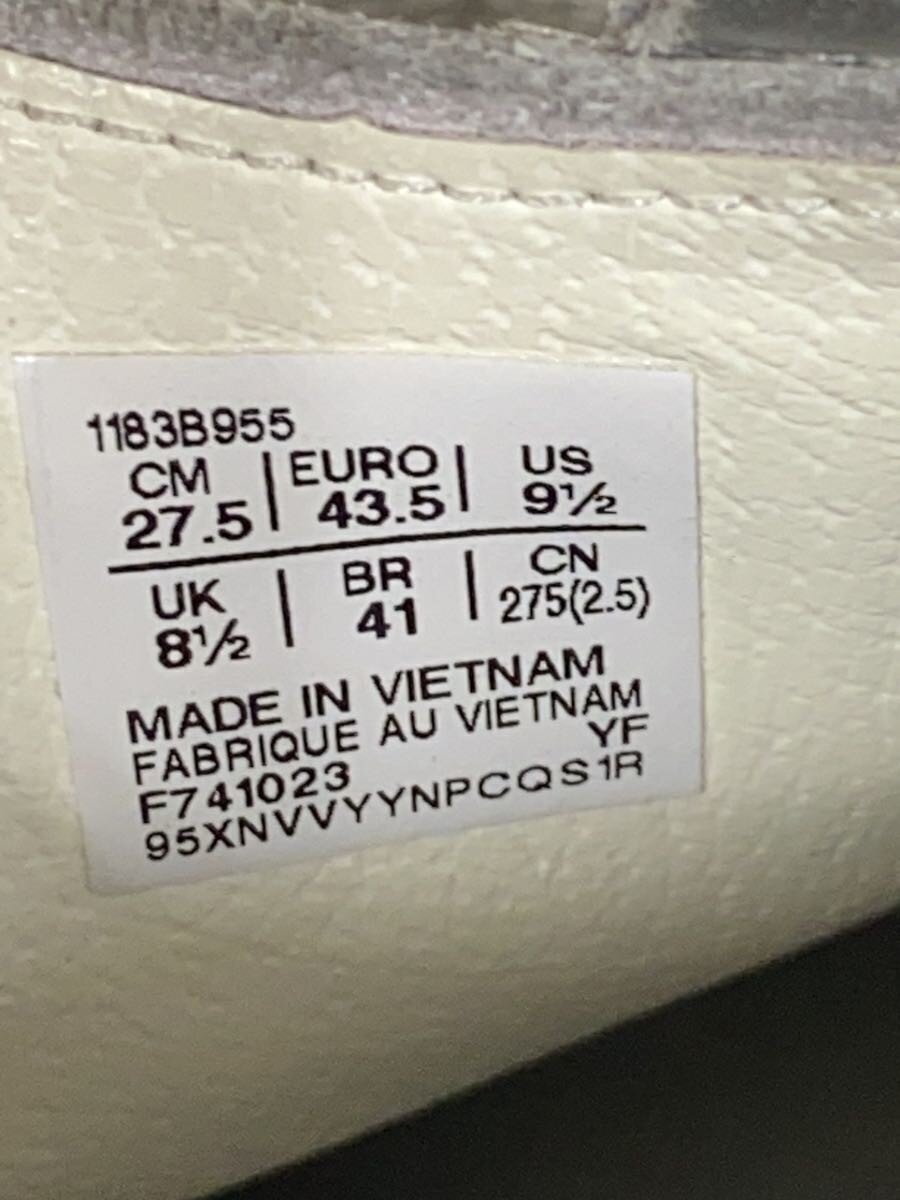 1183B955
CM | EURO | US
27.5 | 43.5 | 9½
UK | BR | CN
8½ | 41 | 275(2.5)
MADE IN VIETNAM
FABRIQUE AU VIETNAM
F741023 YF
95XNVVYYNPCQS1R